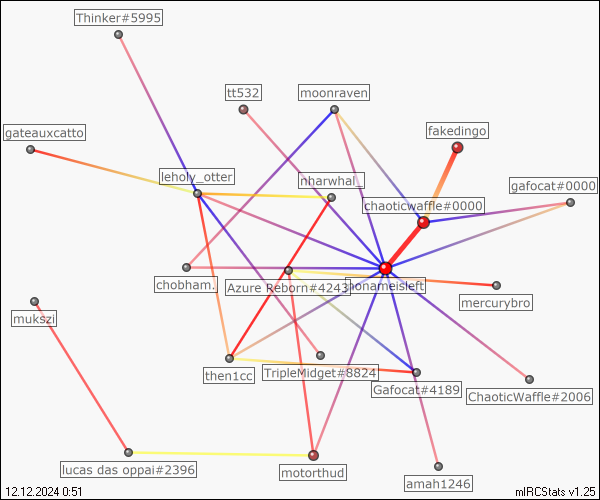 Thinker#5995
tt532
moonraven
gateauxcatto
fakedingo
leholy_otter
nharwhal_
gafocat#0000
chaoticwaffle#0000
chobham.
Azure Reborn#4243
nonameisleft
mercurybro
mukszi
then1cc
TripleMidget#8824
Gafocat#4189
ChaoticWaffle#2006
lucas das oppai#2396
motorthud
amah1246
12.12.2024 0:51
mIRCStats v1.25